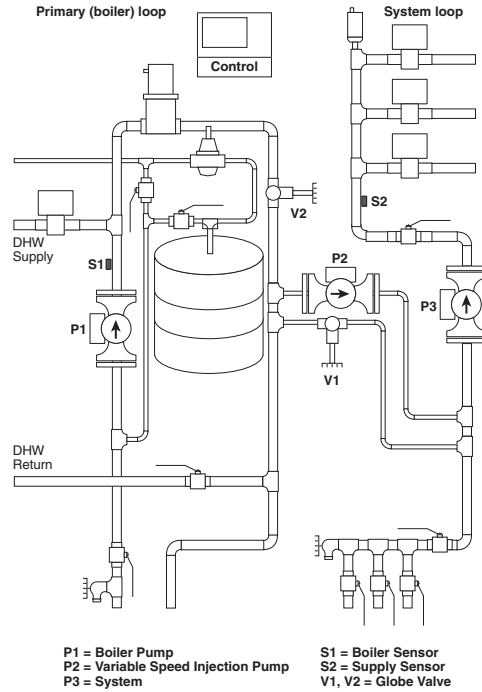 Primary (boiler) loop
System loop
Control
V2
S2
DHW
Supply
S1
P2
P1
P3
V1
DHW
Return
P1 = Boiler Pump
P2 = Variable Speed Injection Pump
P3 = System
S1 = Boiler Sensor
S2 = Supply Sensor
V1, V2 = Globe Valve